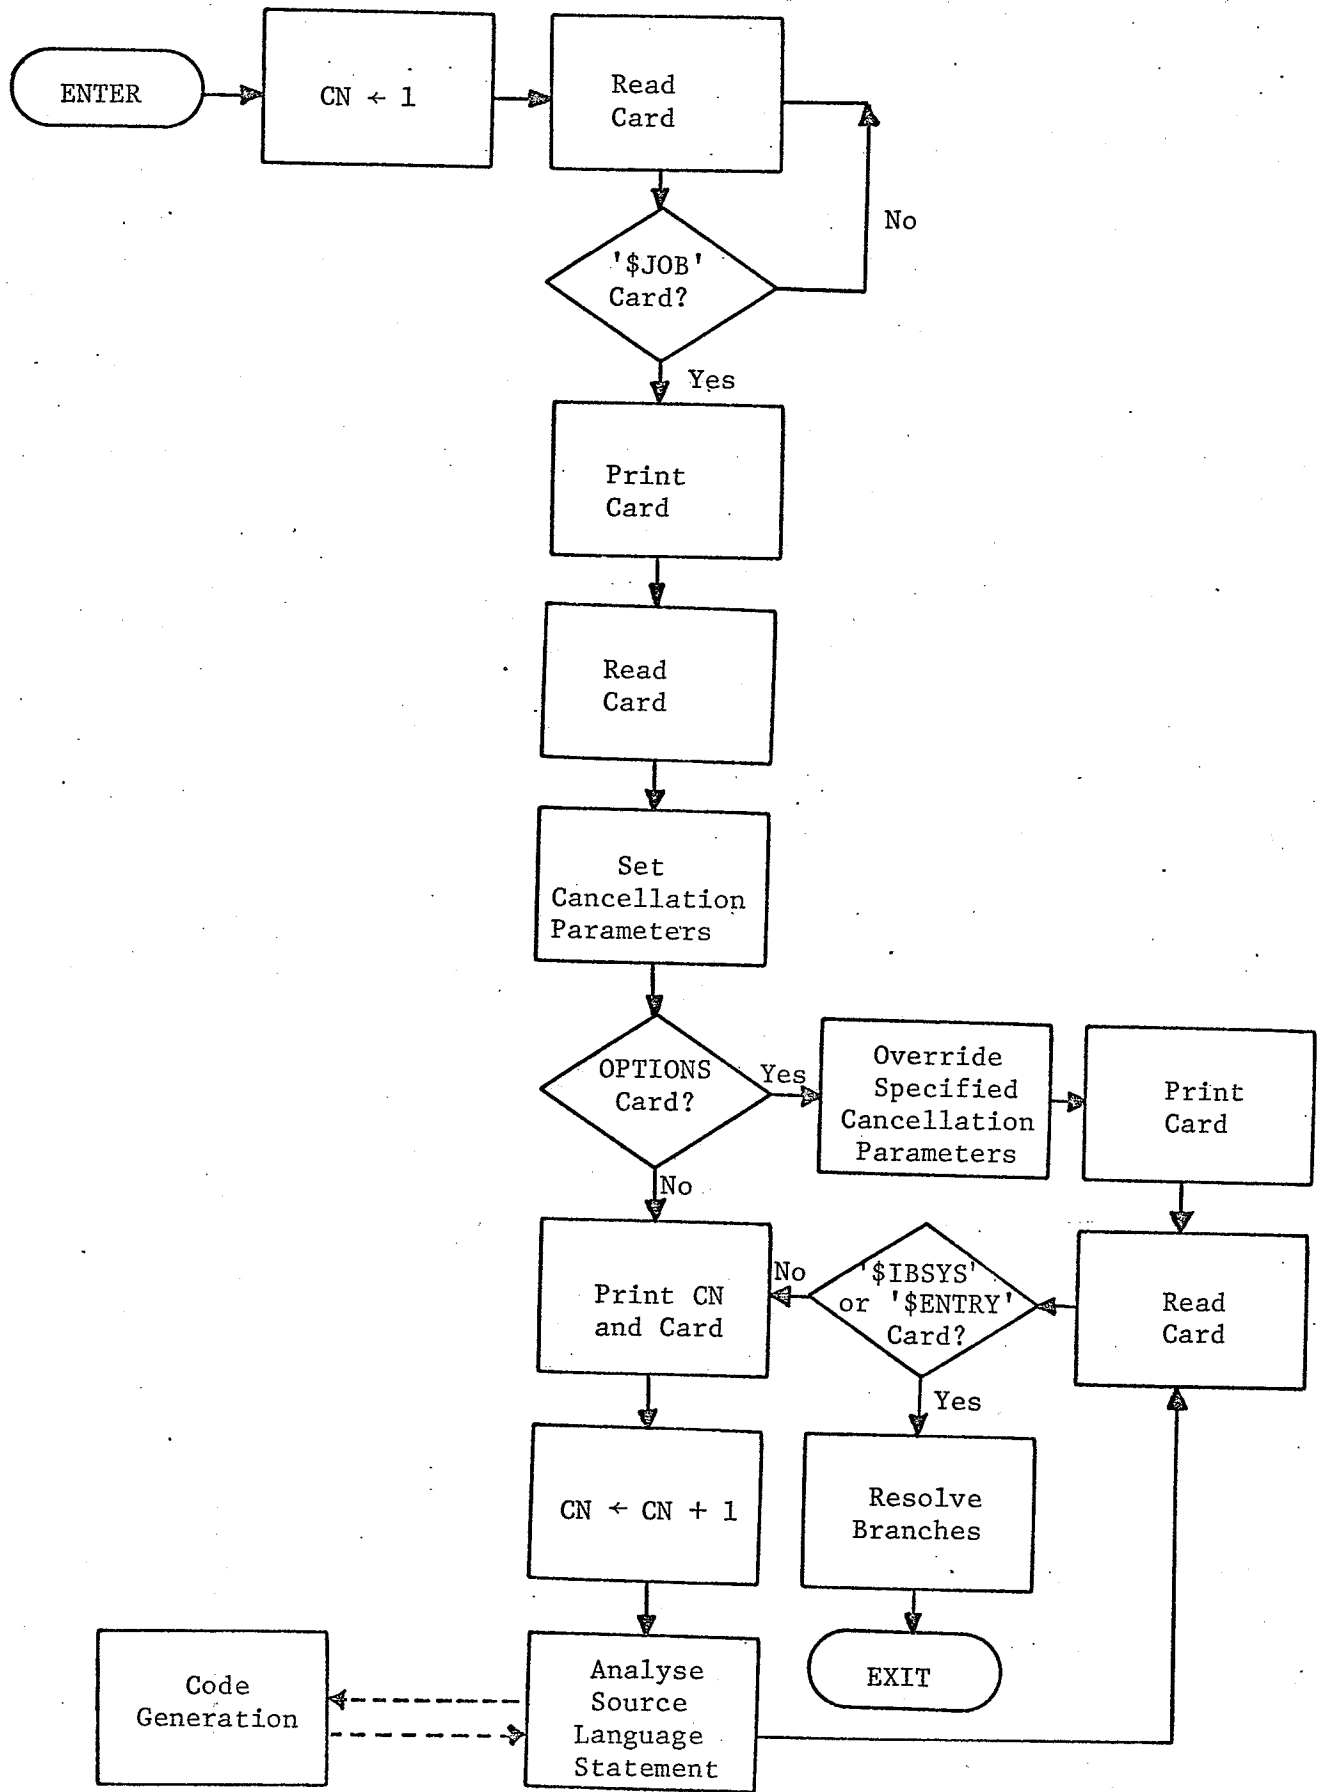 ENTER
CN ← 1
Read
Card
No
'$JOB'
Card?
Yes
Print
Card
Read
Card
Set
Cancellation
Parameters
OPTIONS
Card?
Yes
Override
Specified
Cancellation
Parameters
Print
Card
No
Print CN
and Card
No
'$IBSYS'
or '$ENTRY'
Card?
Read
Card
Yes
CN ← CN + 1
Resolve
Branches
Code
Generation
Analyse
Source
Language
Statement
EXIT